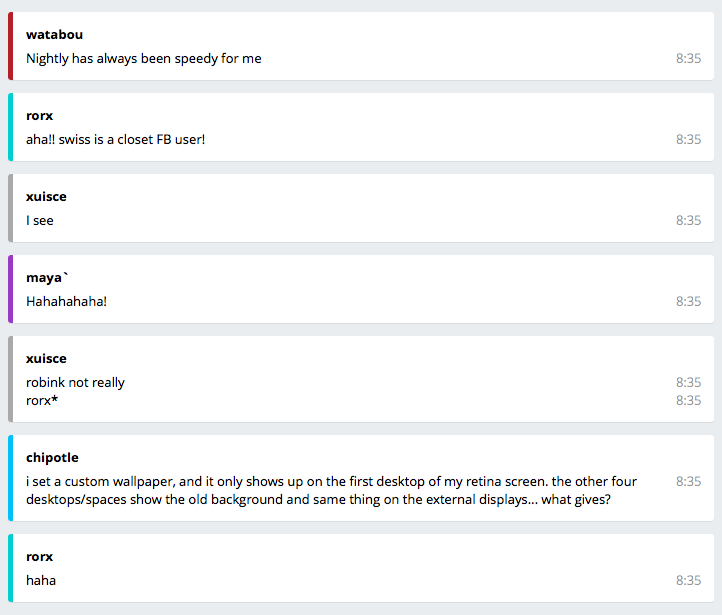 watabou
Nightly has always been speedy for me 8:35
rorx
aha!! swiss is a closet FB user! 8:35
xuisce
I see 8:35
maya`
Hahahahaha! 8:35
xuisce
robink not really 8:35
rorx* 8:35
chipotle
i set a custom wallpaper, and it only shows up on the first desktop of my retina screen. the other four 8:35
desktops/spaces show the old background and same thing on the external displays... what gives?
rorx
haha 8:35